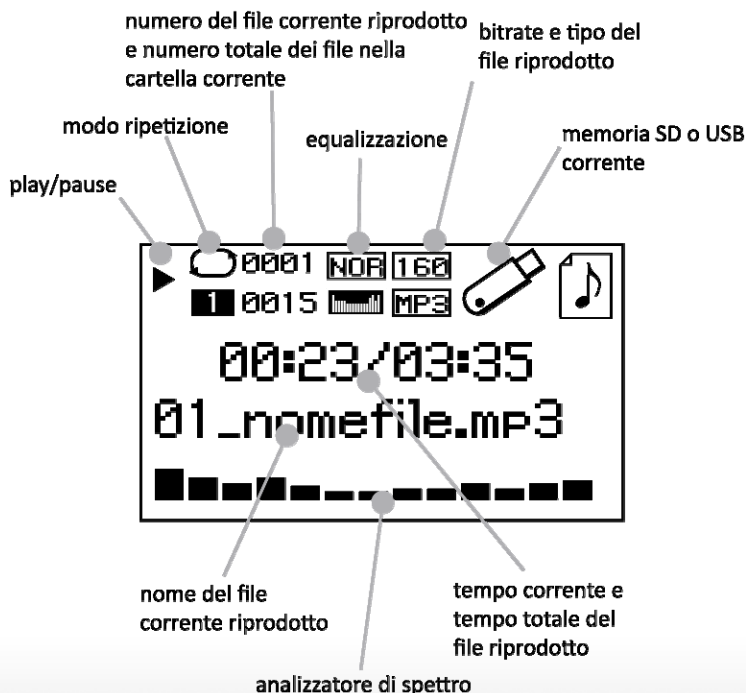 numero del file corrente riprodotto
e numero totale dei file nella
cartella corrente
bitrate e tipo del
file riprodotto
modo ripetizione
equalizzazione
memoria SD o USB
corrente
play/pause
0001 NOR 160
1 0015 MP3
00:23/03:35
01_nomefile.mp3
nome del file
corrente riprodotto
tempo corrente e
tempo totale del
file riprodotto
analizzatore di spettro